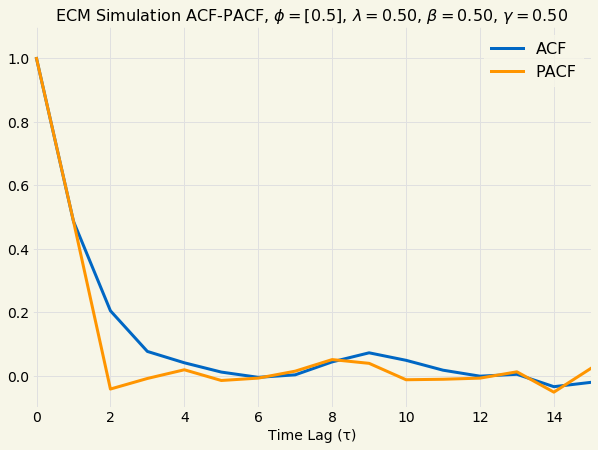 ECM Simulation ACF-PACF, ϕ = [0.5], λ = 0.50, β = 0.50, γ = 0.50
ACF
PACF
1.0
0.8
0.6
0.4
0.2
0.0
0 2 4 6 8 10 12 14
Time Lag (τ)